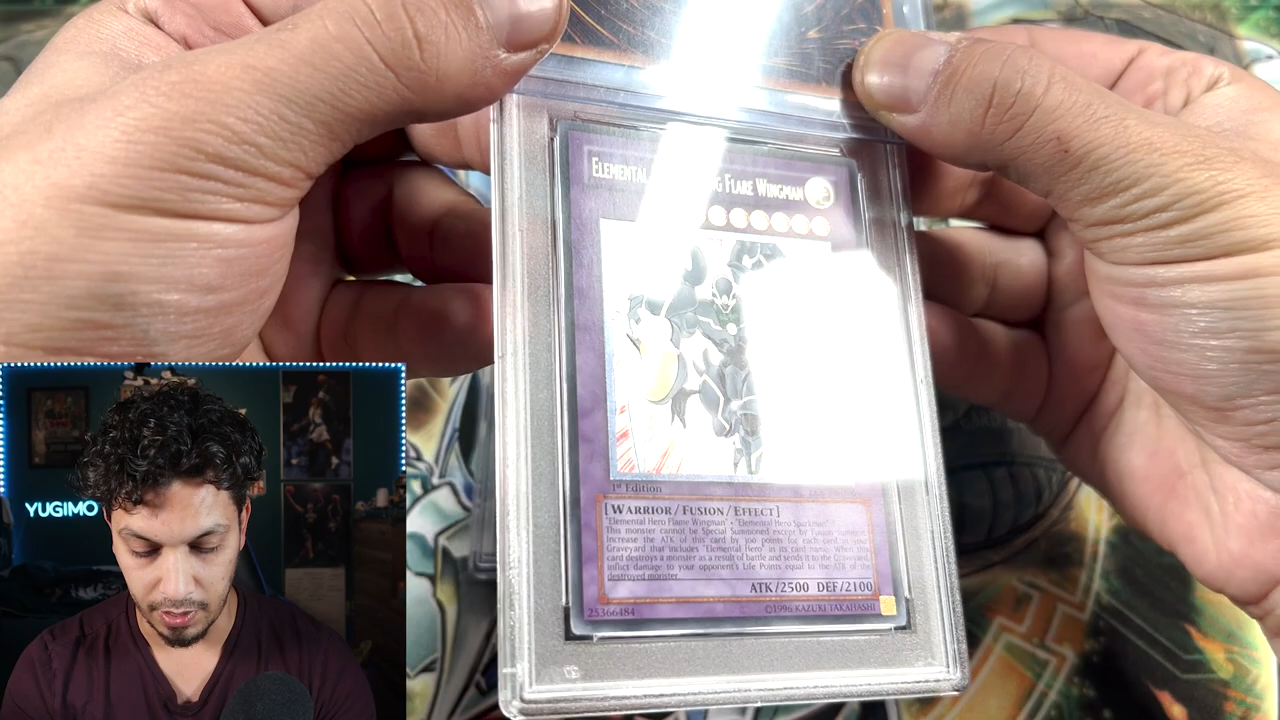 ELEMENTAL G FLARE WINGMAN
1st Edition
[WARRIOR/FUSION/EFFECT]
"Elemental Hero Flame Wingman" + "Elemental Hero Sparkman"
This monster cannot be Special Summoned except by Fusion Summon.
Increase the ATK of this card by 300 points for each card in your
Graveyard that includes "Elemental Hero" in its card name. When this
card destroys a monster as a result of battle and sends it to the Graveyard,
inflict damage to your opponent's Life Points equal to the ATK of the
destroyed monster.
ATK/2500 DEF/2100
25366484
©1996 KAZUKI TAKAHASHI
YUGIMO